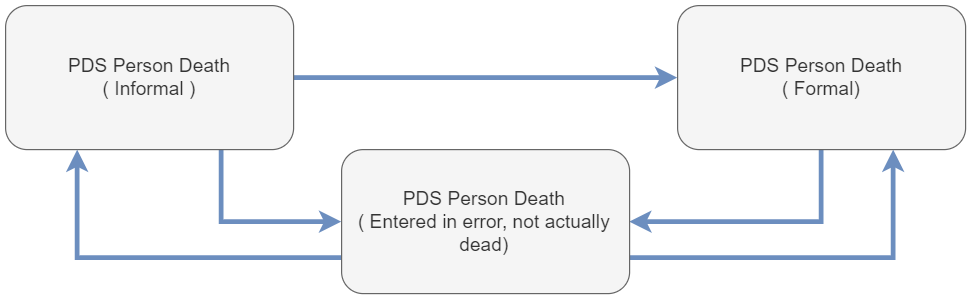 PDS Person Death
( Informal )
PDS Person Death
( Formal)
PDS Person Death
( Entered in error, not actually
dead)